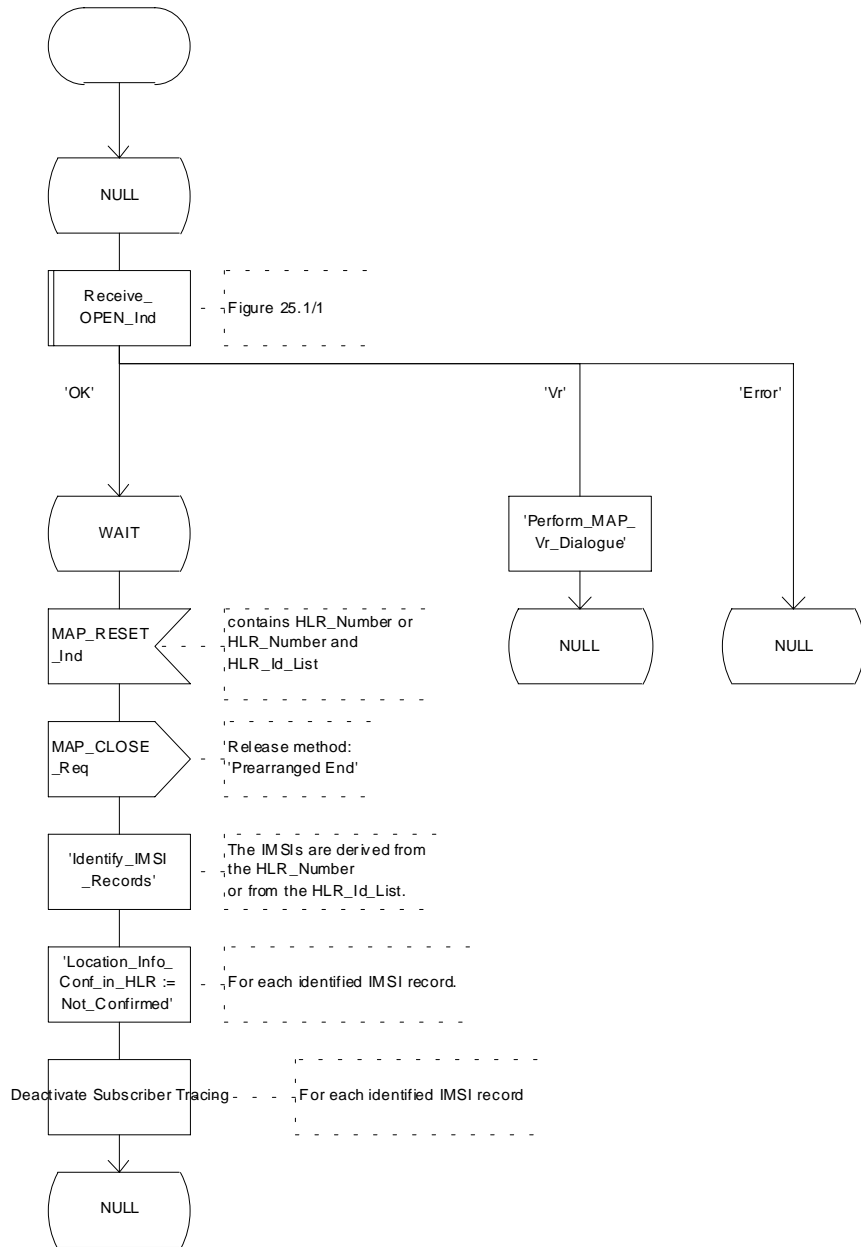 NULL
Receive_
OPEN_Ind
Figure 25.1/1
'OK'
'Vr'
'Error'
WAIT
'Perform_MAP_
Vr_Dialogue'
MAP_RESET
_Ind
contains HLR_Number or
HLR_Number and
HLR_Id_List
NULL
NULL
MAP_CLOSE
_Req
Release method:
'Prearranged End'
'Identify_IMSI
_Records'
The IMSIs are derived from
the HLR_Number
or from the HLR_Id_List.
'Location_Info_
Conf_in_HLR :=
Not_Confirmed'
For each identified IMSI record.
Deactivate Subscriber Tracing
For each identified IMSI record
NULL